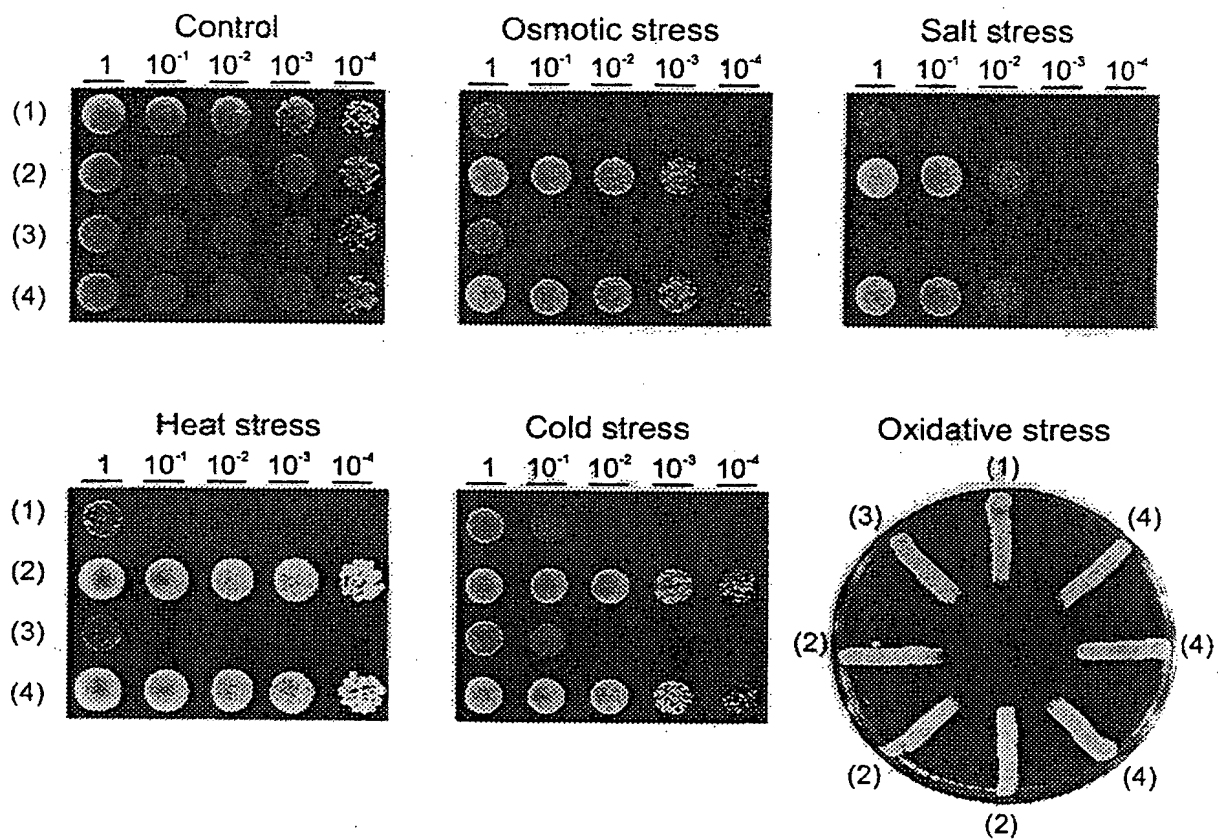 Control
1 10⁻¹ 10⁻² 10⁻³ 10⁻⁴
(1)
(2)
(3)
(4)
Osmotic stress
1 10⁻¹ 10⁻² 10⁻³ 10⁻⁴
Salt stress
1 10⁻¹ 10⁻² 10⁻³ 10⁻⁴
Heat stress
1 10⁻¹ 10⁻² 10⁻³ 10⁻⁴
(1)
(2)
(3)
(4)
Cold stress
1 10⁻¹ 10⁻² 10⁻³ 10⁻⁴
Oxidative stress
(1)
(3) (4)
(2) (4)
(2) (4)
(2)